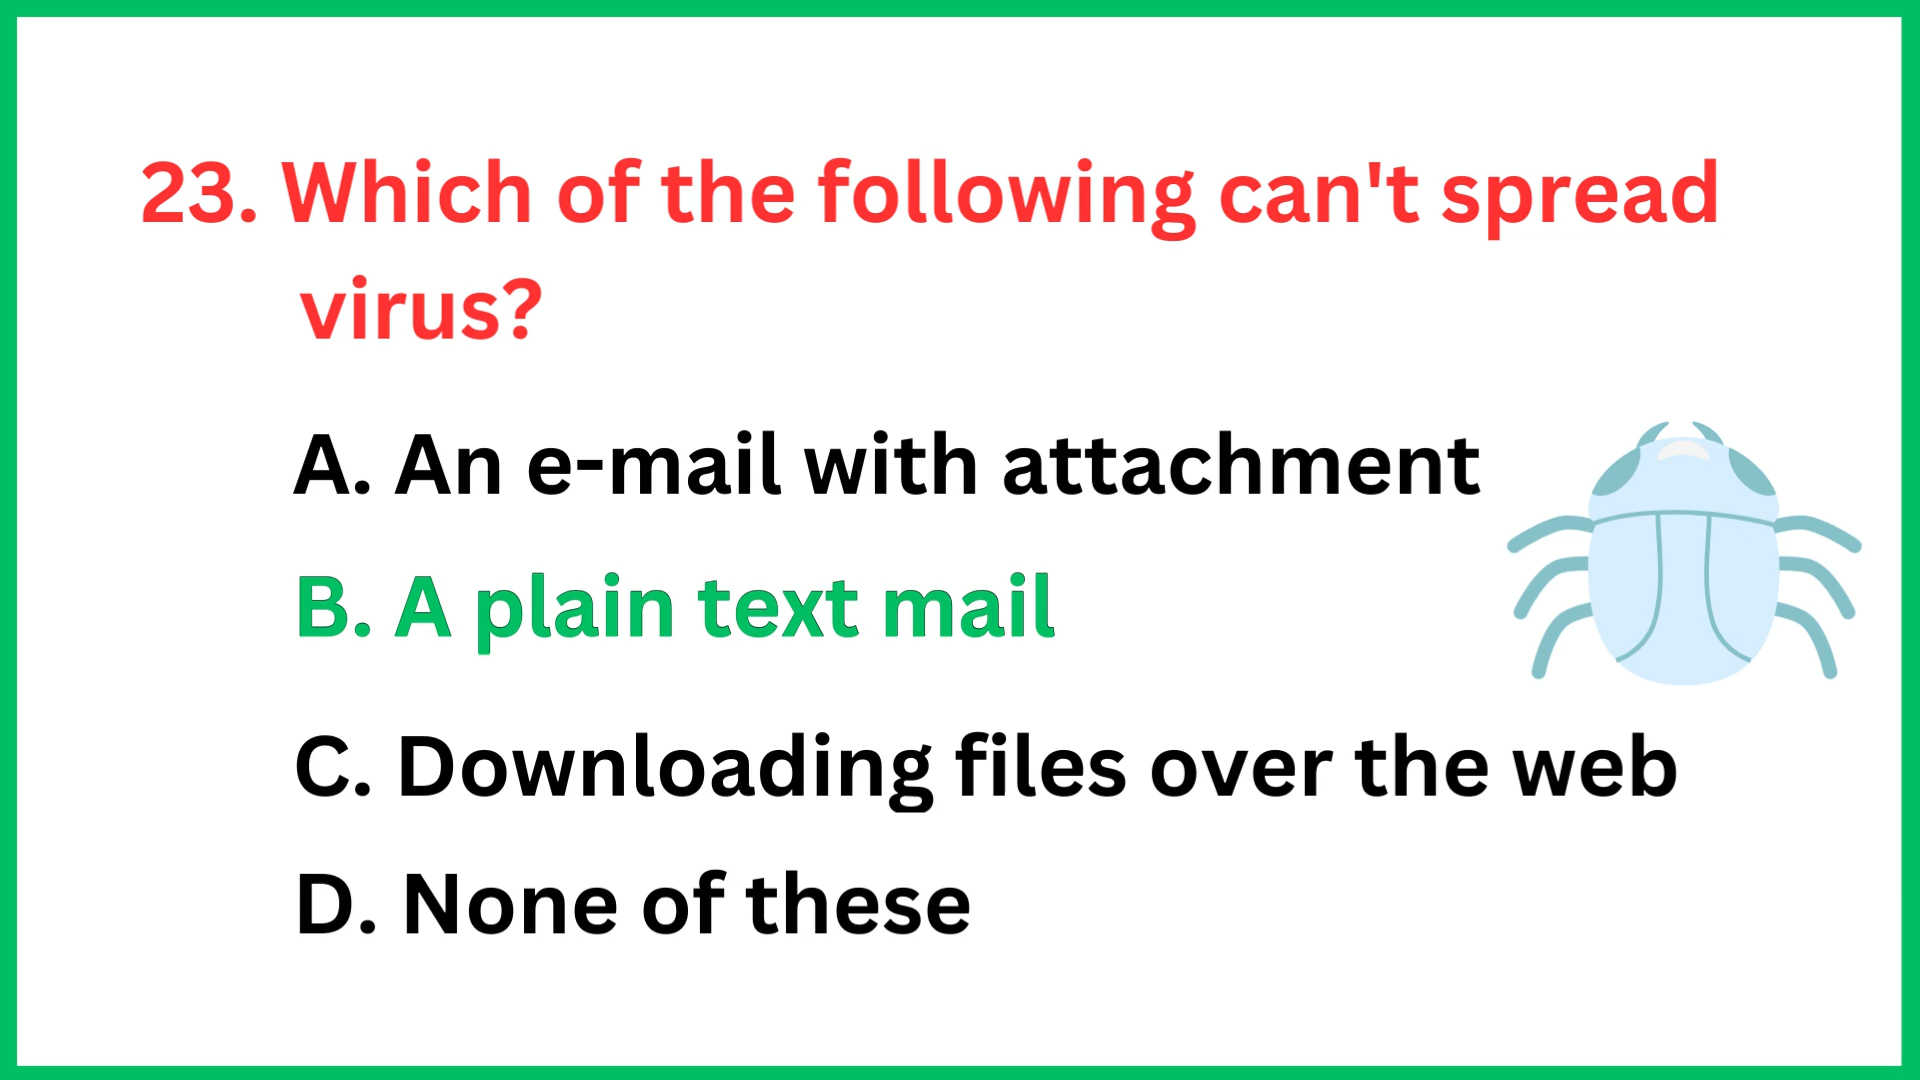 23. Which of the following can't spread
virus?
A. An e-mail with attachment
B. A plain text mail
C. Downloading files over the web
D. None of these